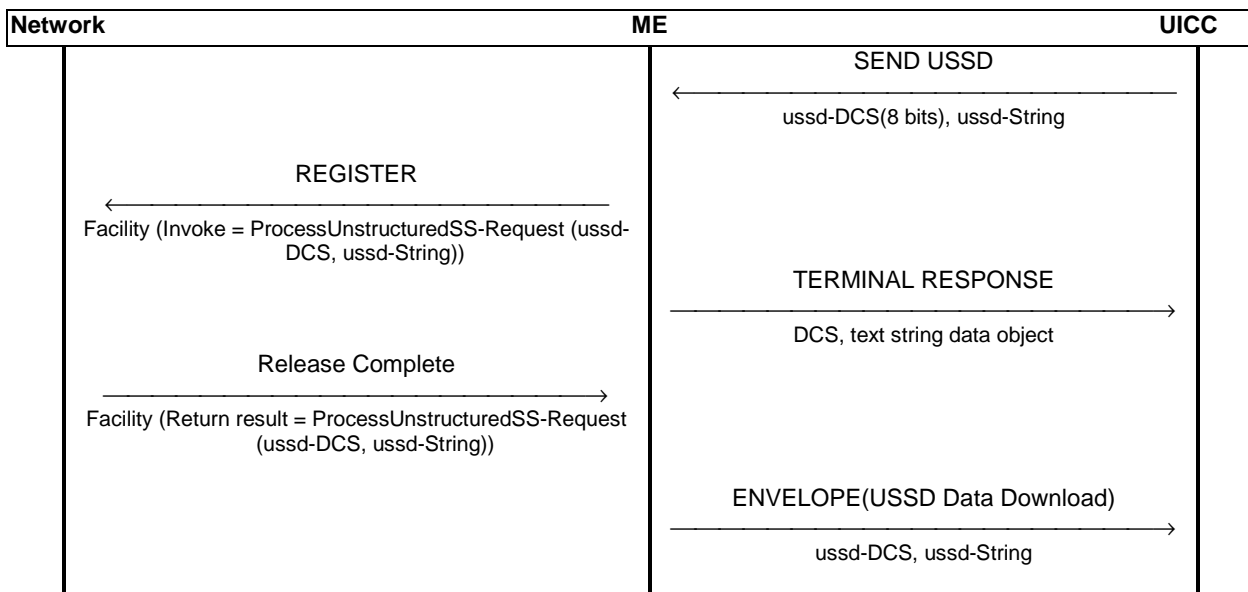 Network ME UICC
SEND USSD
ussd-DCS(8 bits), ussd-String
REGISTER
Facility (Invoke = ProcessUnstructuredSS-Request (ussd-
DCS, ussd-String))
TERMINAL RESPONSE
DCS, text string data object
Release Complete
Facility (Return result = ProcessUnstructuredSS-Request
(ussd-DCS, ussd-String))
ENVELOPE(USSD Data Download)
ussd-DCS, ussd-String